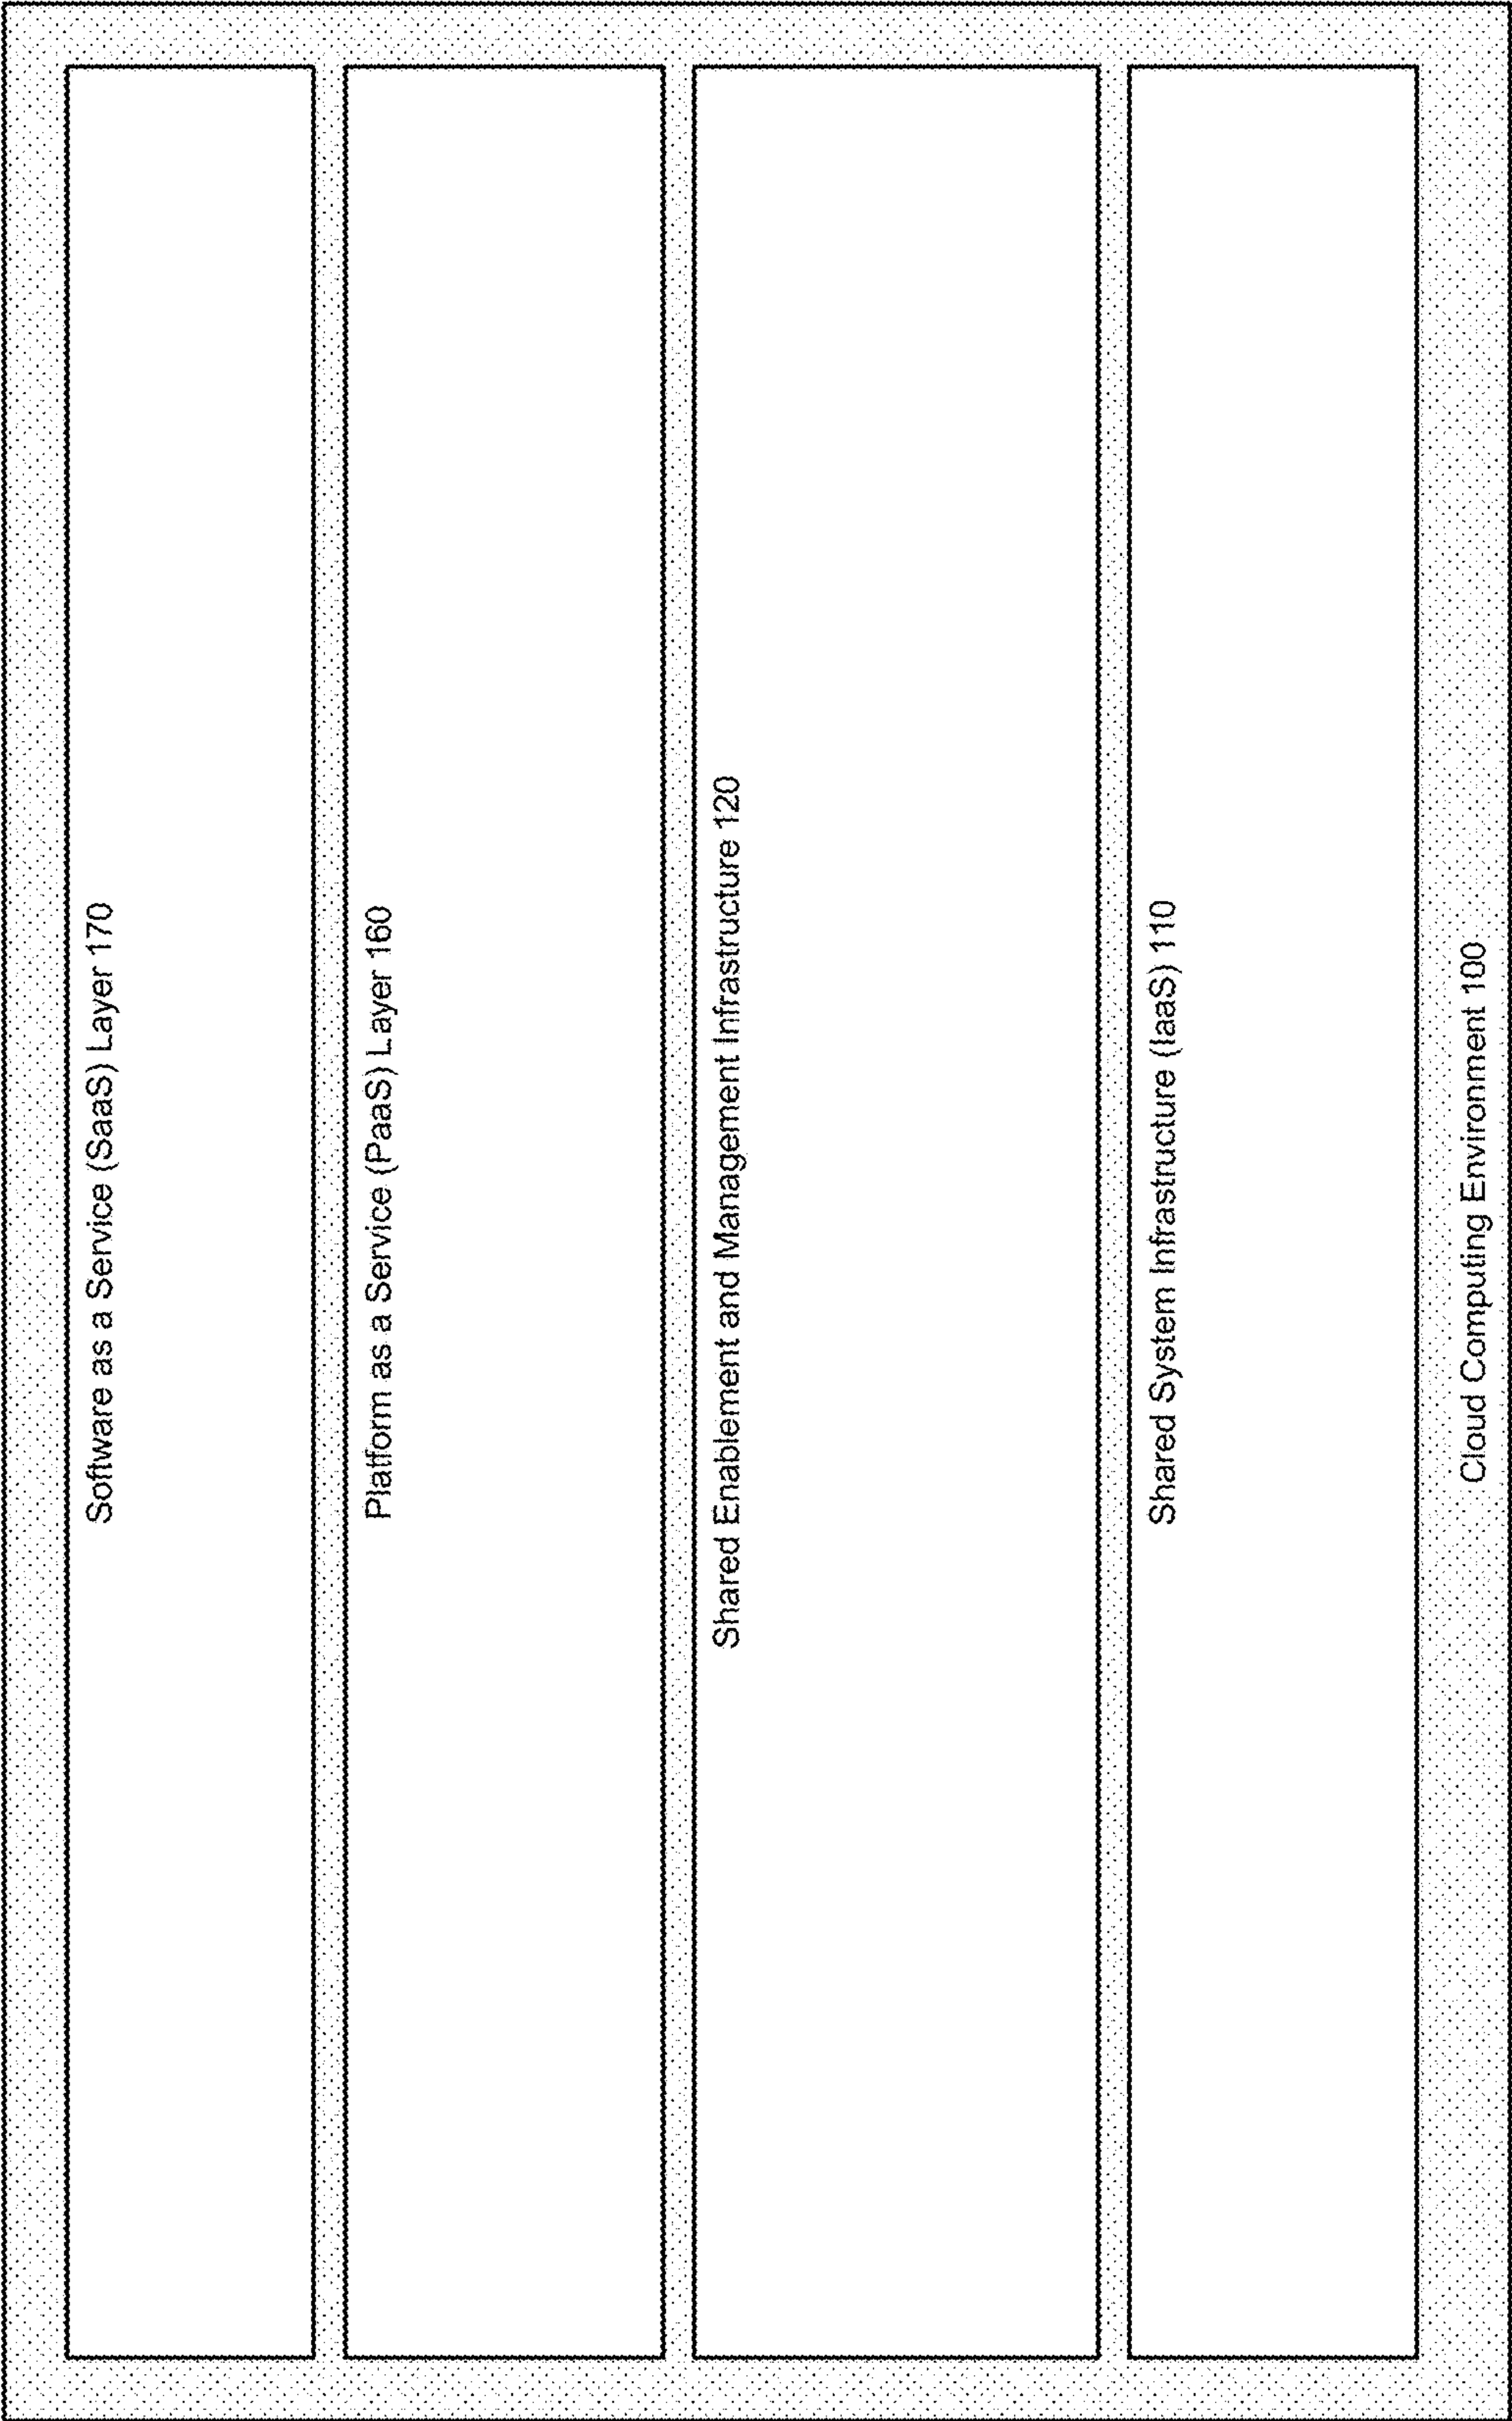 Software as a Service (SaaS) Layer 170
Platform as a Service (PaaS) Layer 160
Shared Enablement and Management Infrastructure 120
Shared System Infrastructure (IaaS) 110
Cloud Computing Environment 100